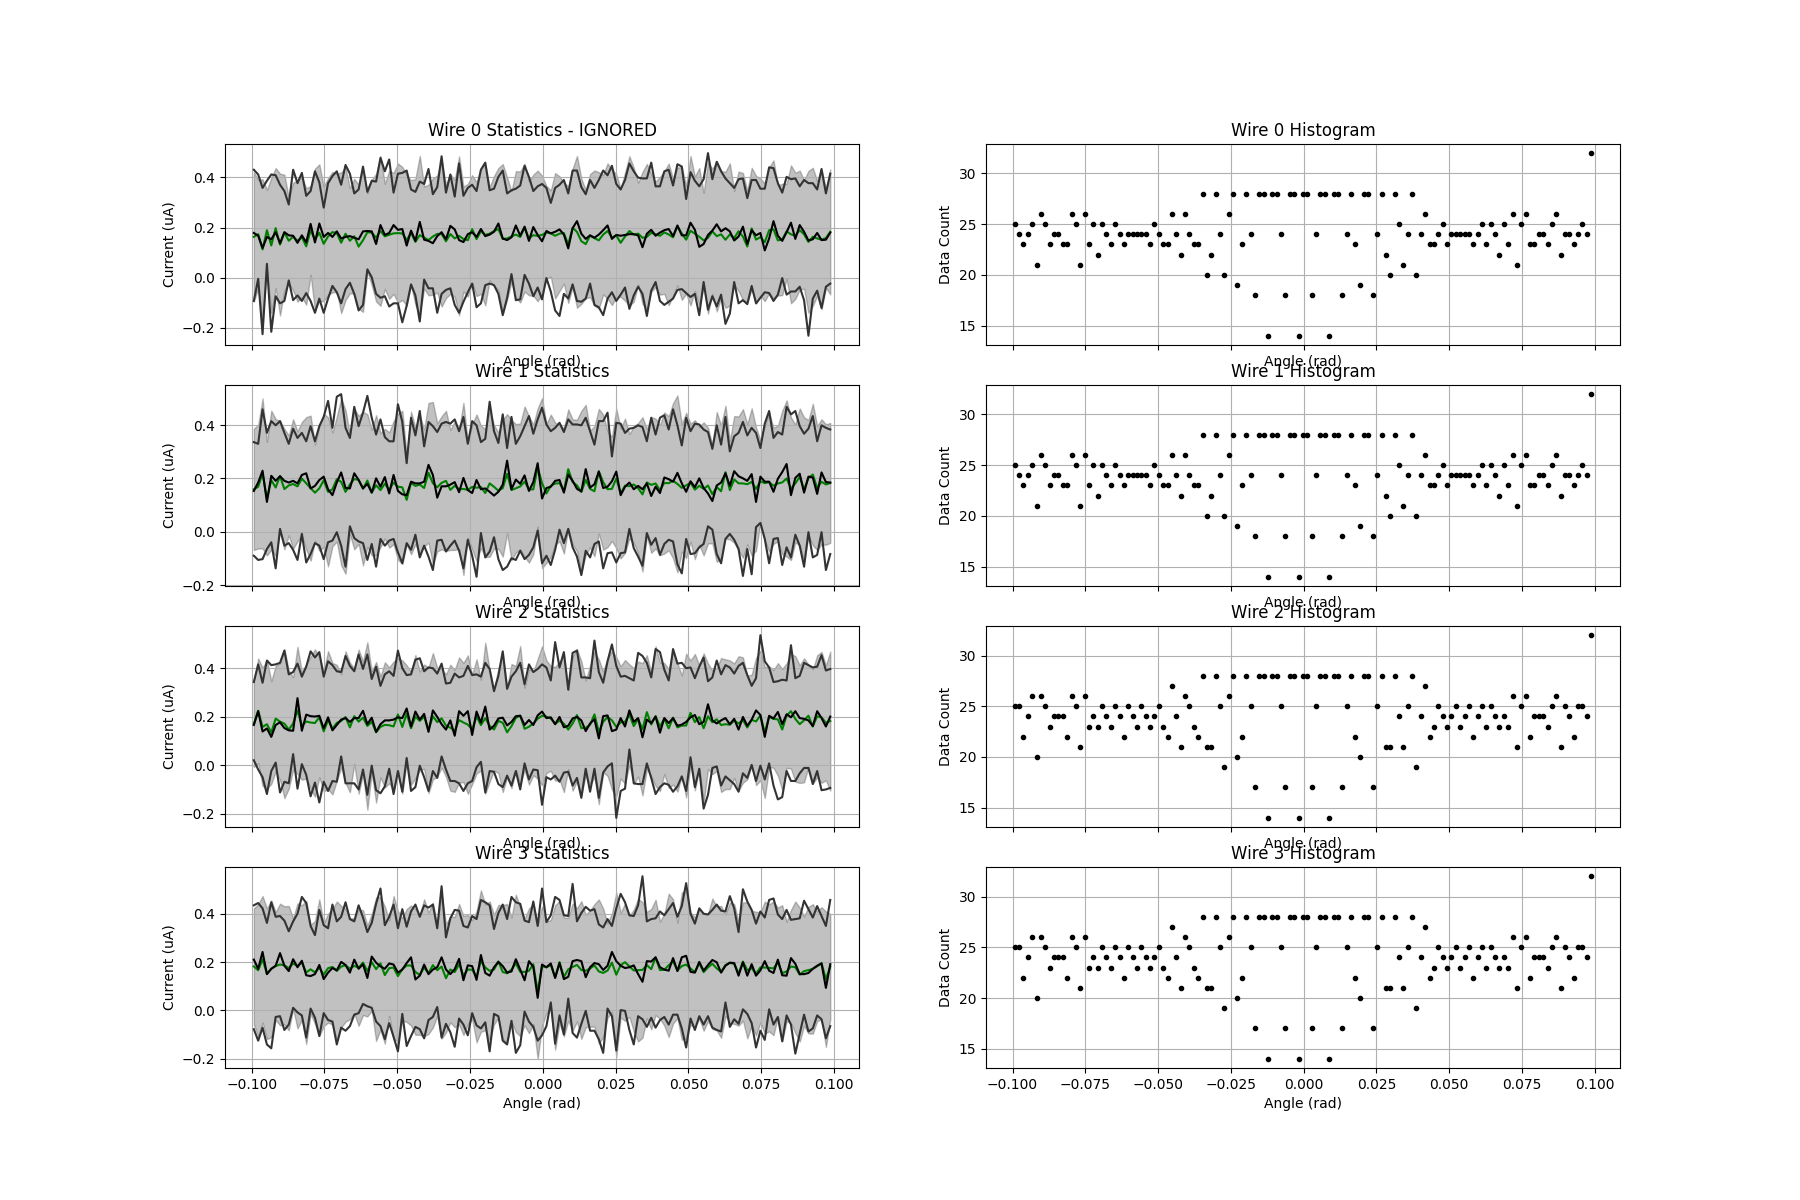 Wire 0 Statistics - IGNORED
Wire 0 Histogram
0.4
0.2
0.0
−0.2
Current (uA)
Angle (rad)
30
25
20
15
Data Count
Angle (rad)
Wire 1 Statistics
Wire 1 Histogram
0.4
0.2
0.0
−0.2
Current (uA)
Angle (rad)
30
25
20
15
Data Count
Angle (rad)
Wire 2 Statistics
Wire 2 Histogram
0.4
0.2
0.0
−0.2
Current (uA)
Angle (rad)
30
25
20
15
Data Count
Angle (rad)
Wire 3 Statistics
Wire 3 Histogram
0.4
0.2
0.0
−0.2
Current (uA)
−0.100 −0.075 −0.050 −0.025 0.000 0.025 0.050 0.075 0.100
Angle (rad)
30
25
20
15
Data Count
−0.100 −0.075 −0.050 −0.025 0.000 0.025 0.050 0.075 0.100
Angle (rad)